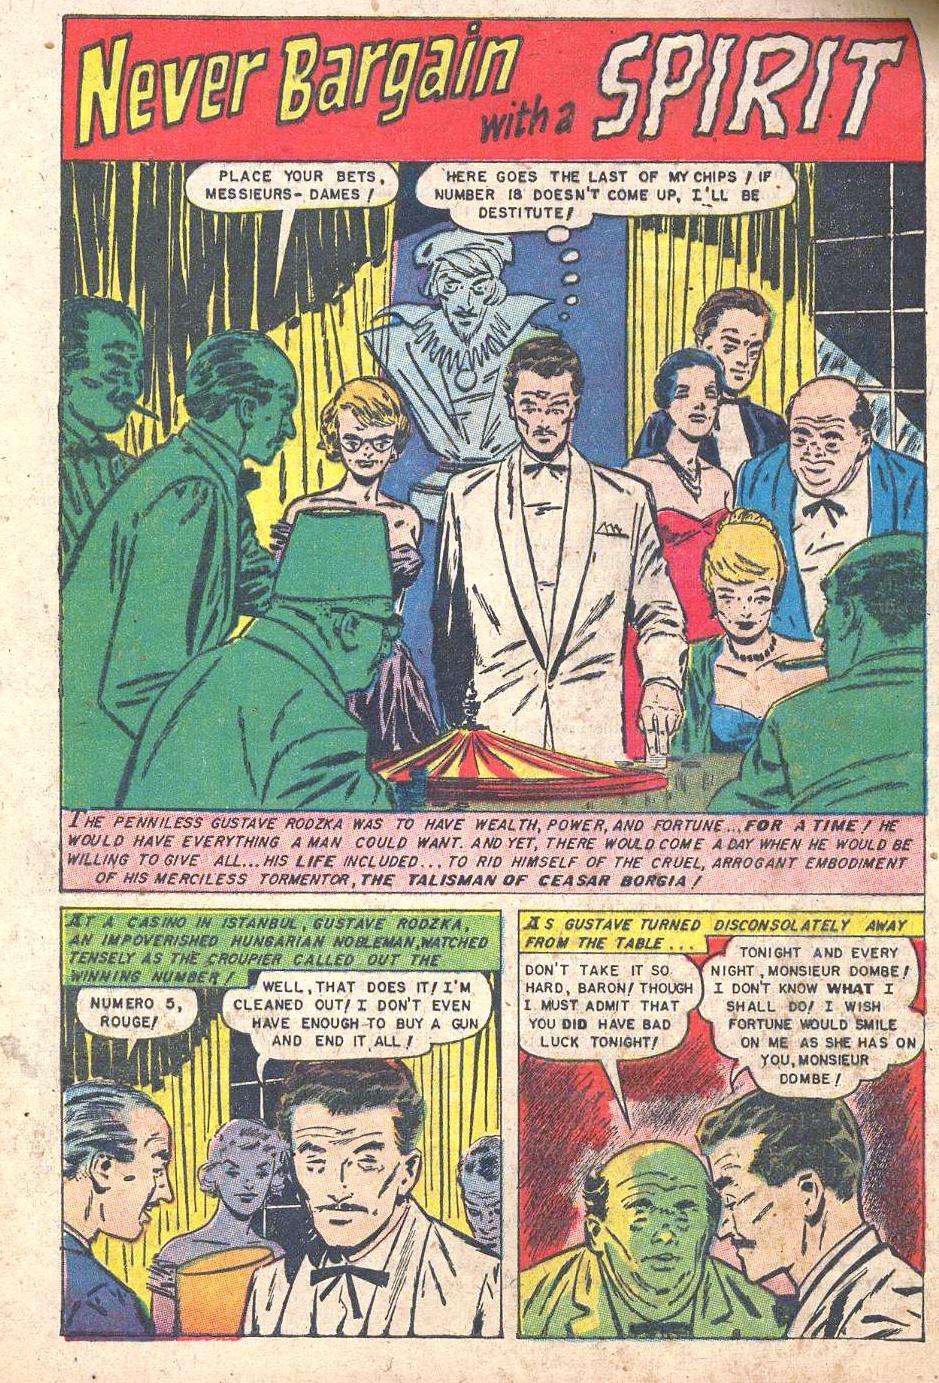 Never Bargain
with a SPIRIT
PLACE YOUR BETS,
MESSIEURS-DAMES!
HERE GOES THE LAST OF MY CHIPS! IF
NUMBER 18 DOESN'T COME UP, I'LL BE
DESTITUTE!
THE PENNILESS GUSTAVE RODZKA WAS TO HAVE WEALTH, POWER, AND FORTUNE...FOR A TIME! HE
WOULD HAVE EVERYTHING A MAN COULD WANT. AND YET, THERE WOULD COME A DAY WHEN HE WOULD BE
WILLING TO GIVE ALL...HIS LIFE INCLUDED...TO RID HIMSELF OF THE CRUEL, ARROGANT EMBODIMENT
OF HIS MERCILESS TORMENTOR, THE TALISMAN OF CEASAR BORGIA!
AT A CASINO IN ISTANBUL, GUSTAVE RODZKA,
AN IMPOVERISHED HUNGARIAN NOBLEMAN, WATCHED
TENSELY AS THE CROUPIER CALLED OUT THE
WINNING NUMBER!
NUMERO 5,
ROUGE!
WELL, THAT DOES IT! I'M
CLEANED OUT! I DON'T EVEN
HAVE ENOUGH TO BUY A GUN
AND END IT ALL!
AS GUSTAVE TURNED DISCONSOLATELY AWAY
FROM THE TABLE...
DON'T TAKE IT SO
HARD, BARON! THOUGH
I MUST ADMIT THAT
YOU DID HAVE BAD
LUCK TONIGHT!
TONIGHT AND EVERY
NIGHT, MONSIEUR DOMBE!
I DON'T KNOW WHAT I
SHALL DO! I WISH
FORTUNE WOULD SMILE
ON ME AS SHE HAS ON
YOU, MONSIEUR
DOMBE!